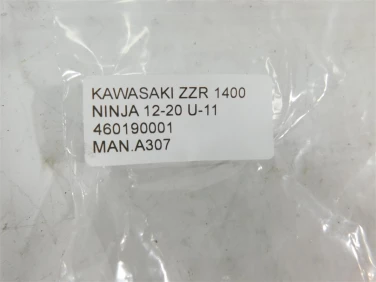 KAWASAKI ZZR 1400
NINJA 12-20 U-11
460190001
MAN.A307